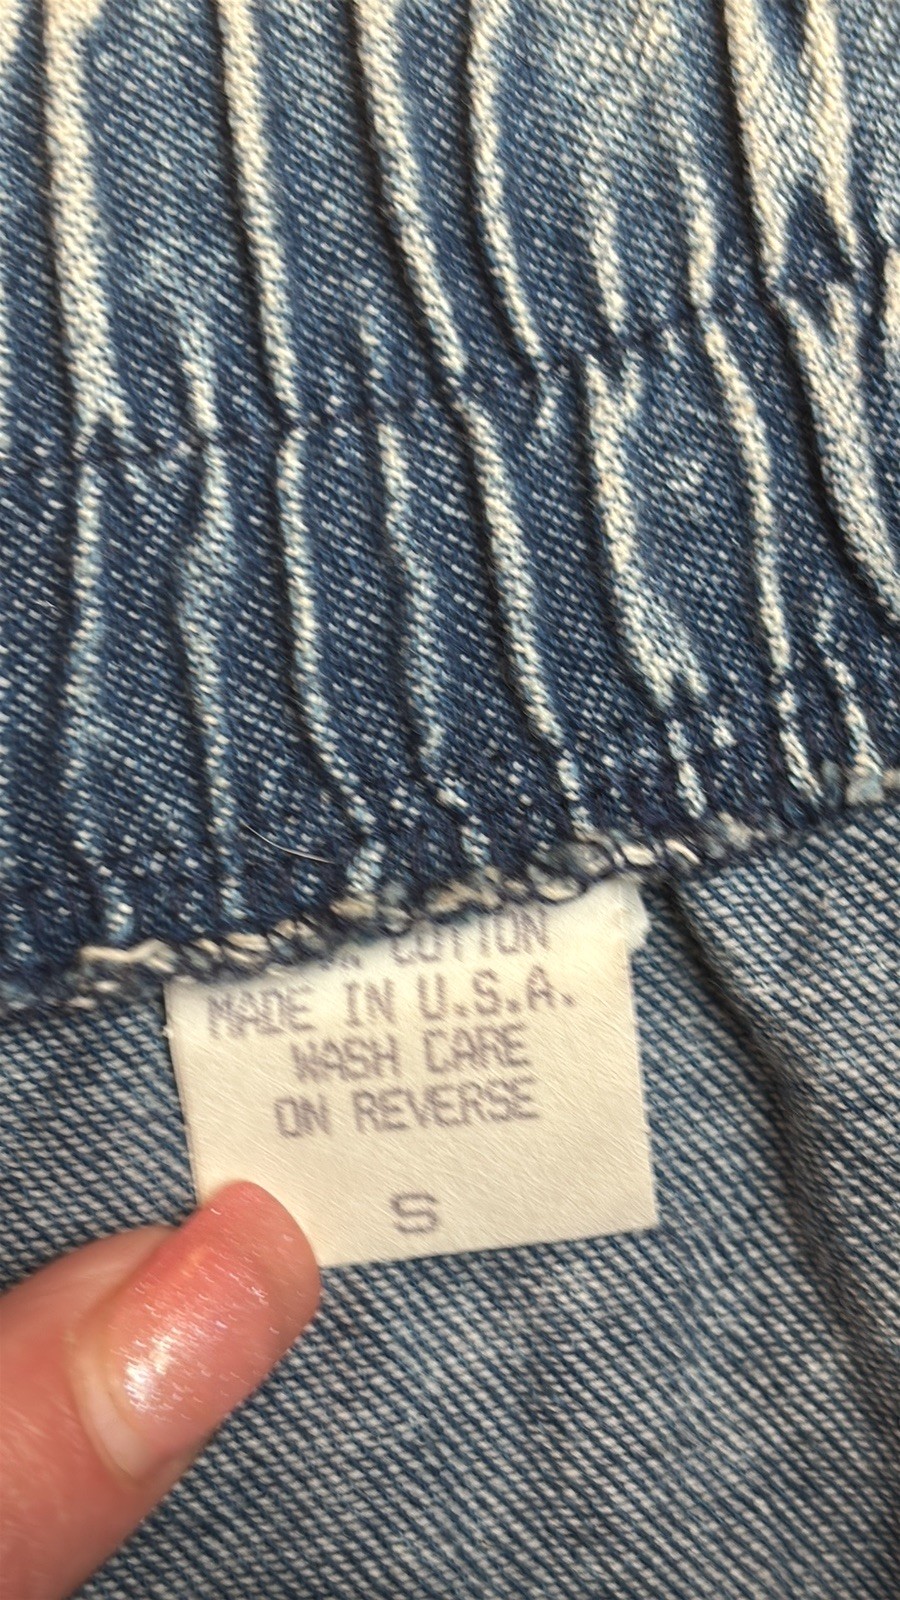 COTTON
MADE IN U.S.A.
WASH CARE
ON REVERSE
S